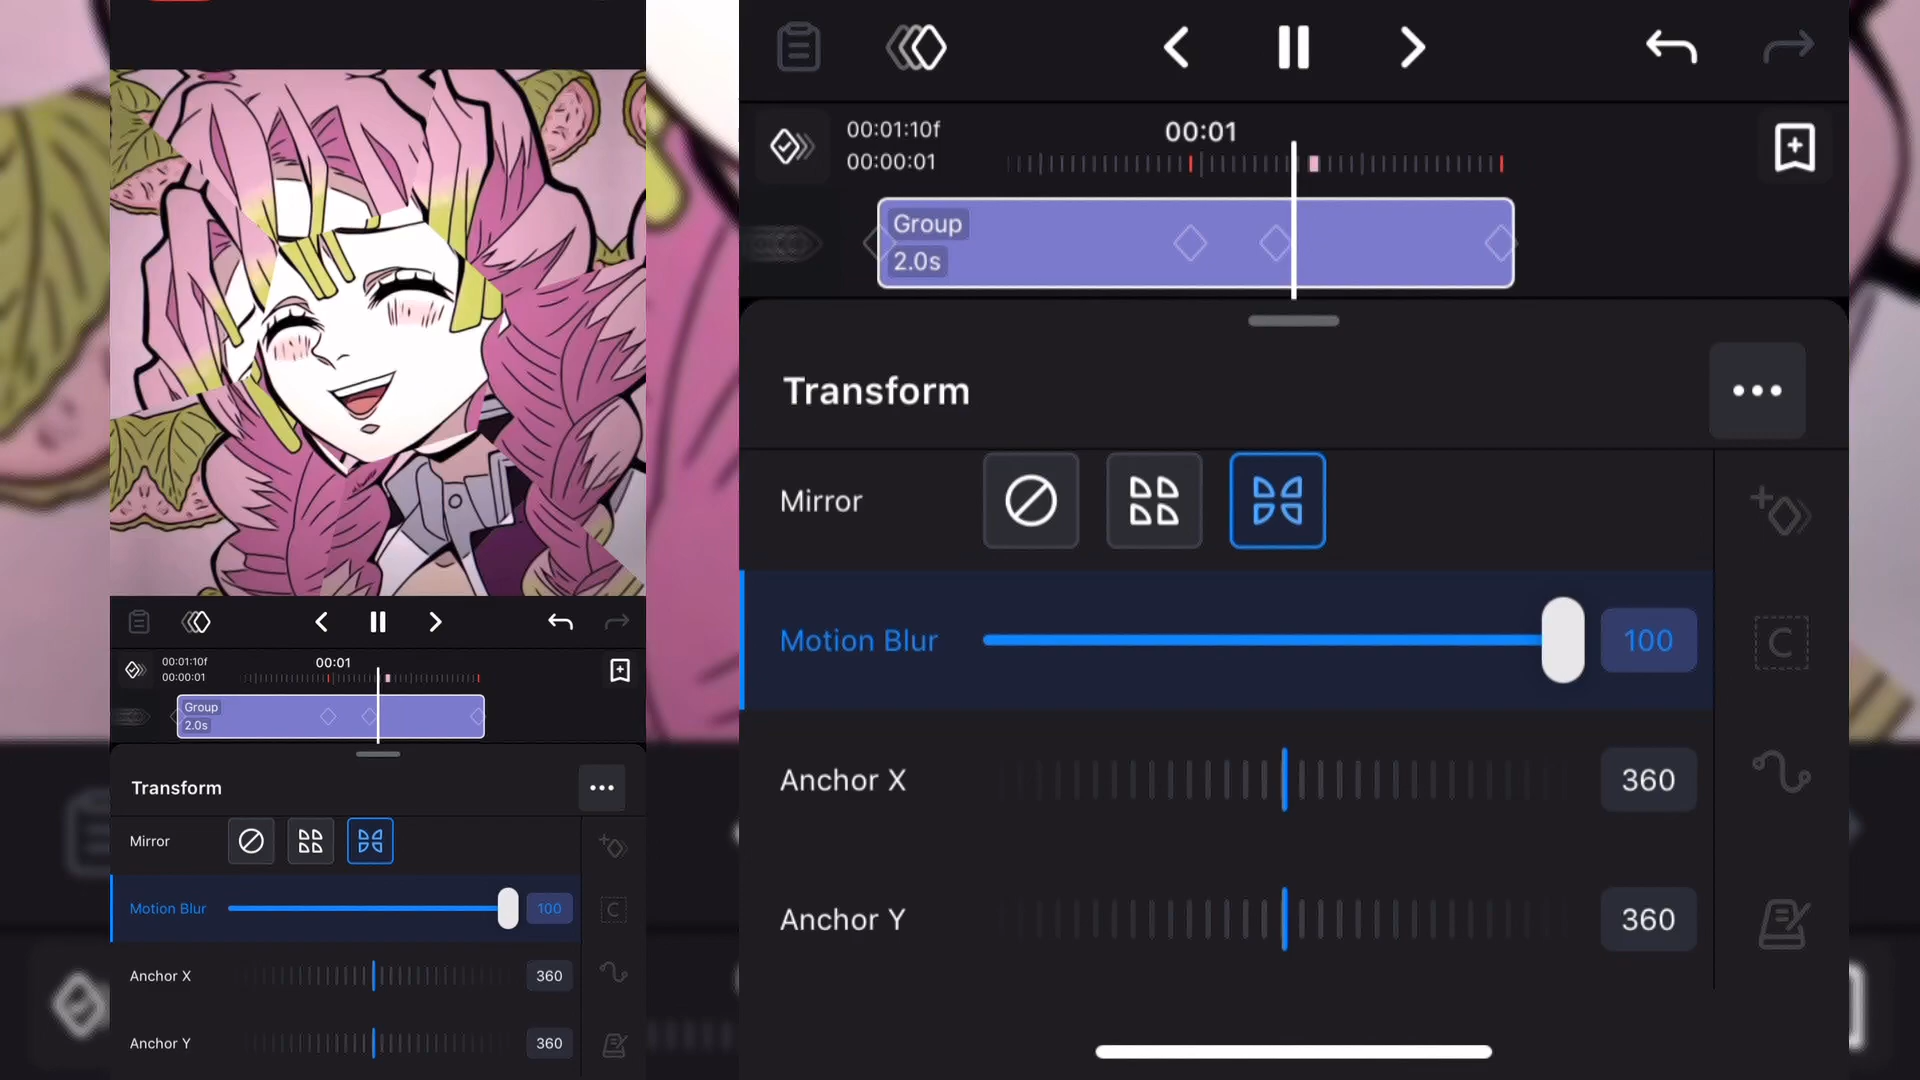 00:01:10f
00:00:01
00:01
Group
2.0s
Transform
Mirror
Motion Blur
100
Anchor X
360
Anchor Y
360
00:01:10f
00:00:01
00:01
Group
2.0s
Transform
Mirror
Motion Blur
100
C
Anchor X
360
Anchor Y
360
C